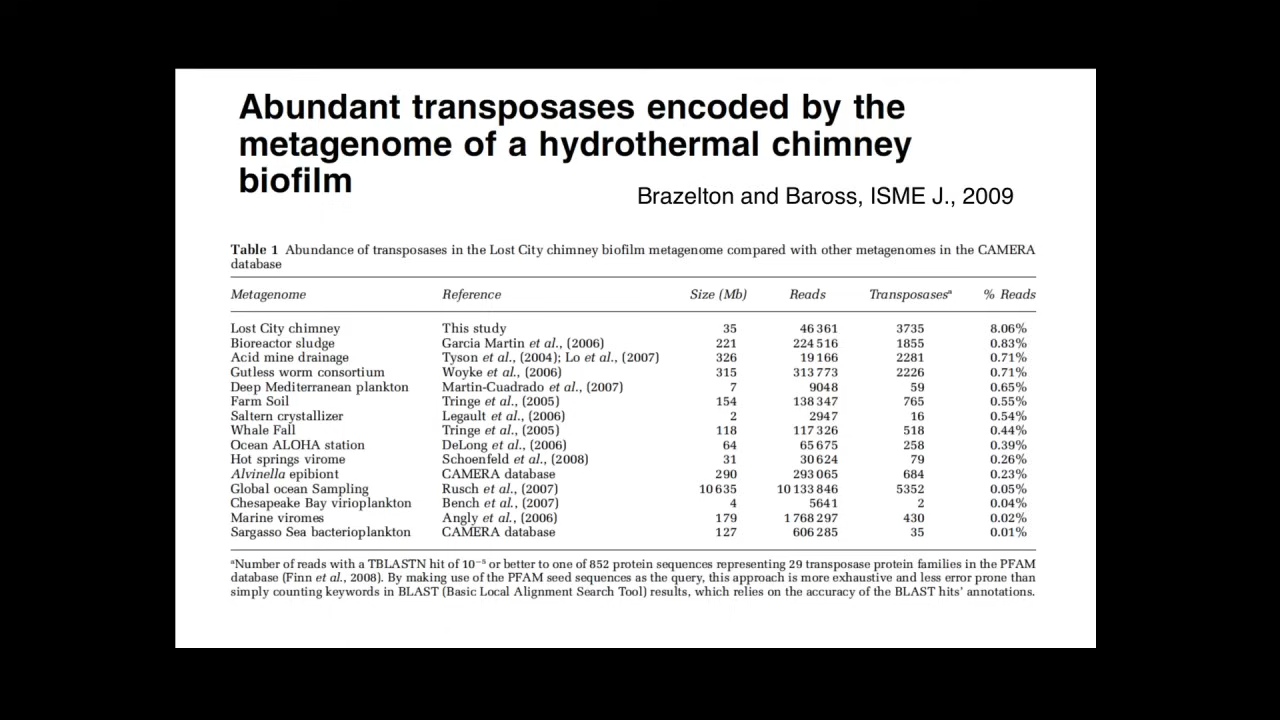 Abundant transposases encoded by the
metagenome of a hydrothermal chimney
biofilm
Brazelton and Baross, ISME J., 2009
Table 1 Abundance of transposases in the Lost City chimney biofilm metagenome compared with other metagenomes in the CAMERA
database
Metagenome Reference Size (Mb) Reads Transposasesᵃ % Reads
Lost City chimney This study 35 46 361 3735 8.06%
Bioreactor sludge Garcia Martin et al., (2006) 221 224 516 1855 0.83%
Acid mine drainage Tyson et al., (2004); Lo et al., (2007) 326 19 166 2281 0.71%
Gutless worm consortium Woyke et al., (2006) 315 313 773 2226 0.71%
Deep Mediterranean plankton Martin-Cuadrado et al., (2007) 7 9048 59 0.65%
Farm Soil Tringe et al., (2005) 154 138 347 765 0.55%
Saltern crystallizer Legault et al., (2006) 2 2947 16 0.54%
Whale Fall Tringe et al., (2005) 118 117 326 518 0.44%
Ocean ALOHA station DeLong et al., (2006) 64 65 675 258 0.39%
Hot springs virome Schoenfeld et al., (2008) 31 30 624 79 0.26%
Alvinella epibiont CAMERA database 290 293 065 684 0.23%
Global ocean Sampling Rusch et al., (2007) 10 635 10 133 846 5352 0.05%
Chesapeake Bay virioplankton Bench et al., (2007) 4 5641 2 0.04%
Marine viromes Angly et al., (2006) 179 1 768 297 430 0.02%
Sargasso Sea bacterioplankton CAMERA database 127 606 285 35 0.01%
ᵃNumber of reads with a TBLASTN hit of 10⁻⁵ or better to one of 852 protein sequences representing 29 transposase protein families in the PFAM
database (Finn et al., 2008). By making use of the PFAM seed sequences as the query, this approach is more exhaustive and less error prone than
simply counting keywords in BLAST (Basic Local Alignment Search Tool) results, which relies on the accuracy of the BLAST hits' annotations.